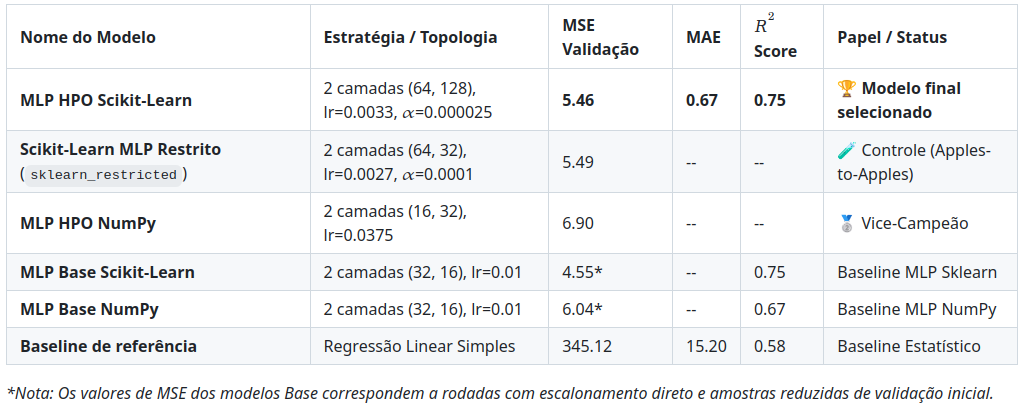 Nome do Modelo | Estratégia / Topologia | MSE Validação | MAE | R² Score | Papel / Status
MLP HPO Scikit-Learn | 2 camadas (64, 128), lr=0.0033, α=0.000025 | 5.46 | 0.67 | 0.75 | 🏆 Modelo final selecionado
Scikit-Learn MLP Restrito (sklearn_restricted) | 2 camadas (64, 32), lr=0.0027, α=0.0001 | 5.49 | -- | -- | 🧪 Controle (Apples-to-Apples)
MLP HPO NumPy | 2 camadas (16, 32), lr=0.0375 | 6.90 | -- | -- | 🥈 Vice-Campeão
MLP Base Scikit-Learn | 2 camadas (32, 16), lr=0.01 | 4.55* | -- | 0.75 | Baseline MLP Sklearn
MLP Base NumPy | 2 camadas (32, 16), lr=0.01 | 6.04* | -- | 0.67 | Baseline MLP NumPy
Baseline de referência | Regressão Linear Simples | 345.12 | 15.20 | 0.58 | Baseline Estatístico
*Nota: Os valores de MSE dos modelos Base correspondem a rodadas com escalonamento direto e amostras reduzidas de validação inicial.